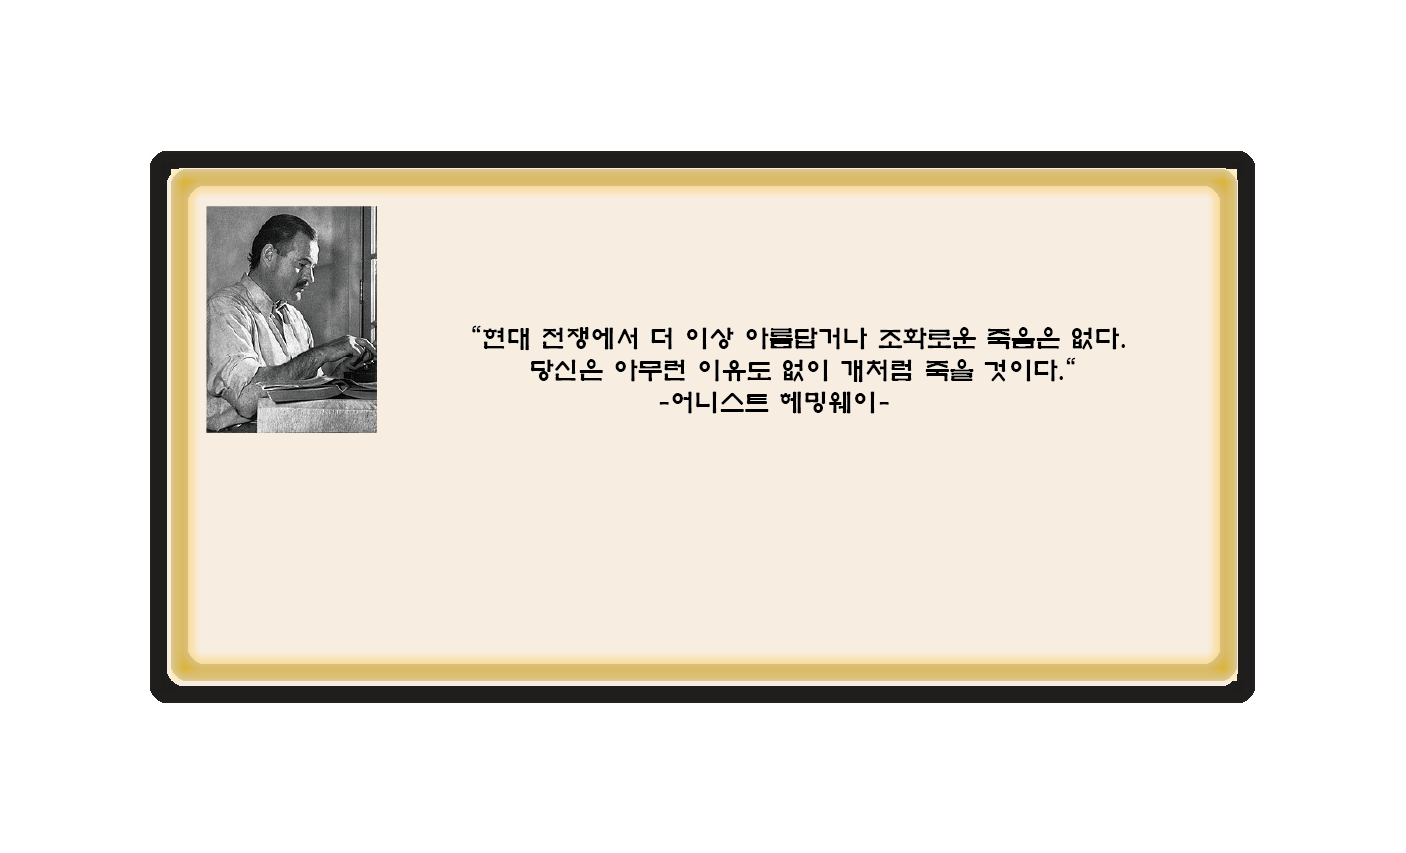 “현대 전쟁에서 더 이상 아름답거나 조화로운 죽음은 없다.
당신은 아무런 이유도 없이 개처럼 죽을 것이다.“
-어니스트 헤밍웨이-